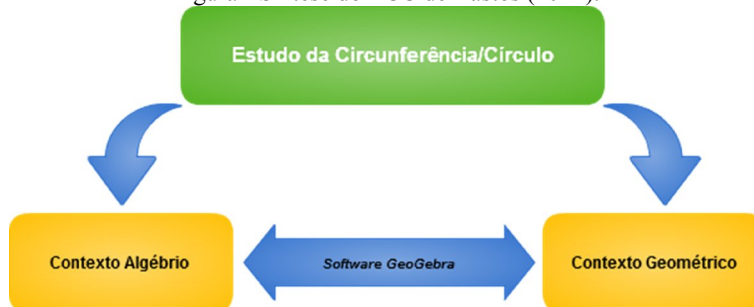 Estudo da Circunferência/Círculo
Contexto Algébrio
Software GeoGebra
Contexto Geométrico